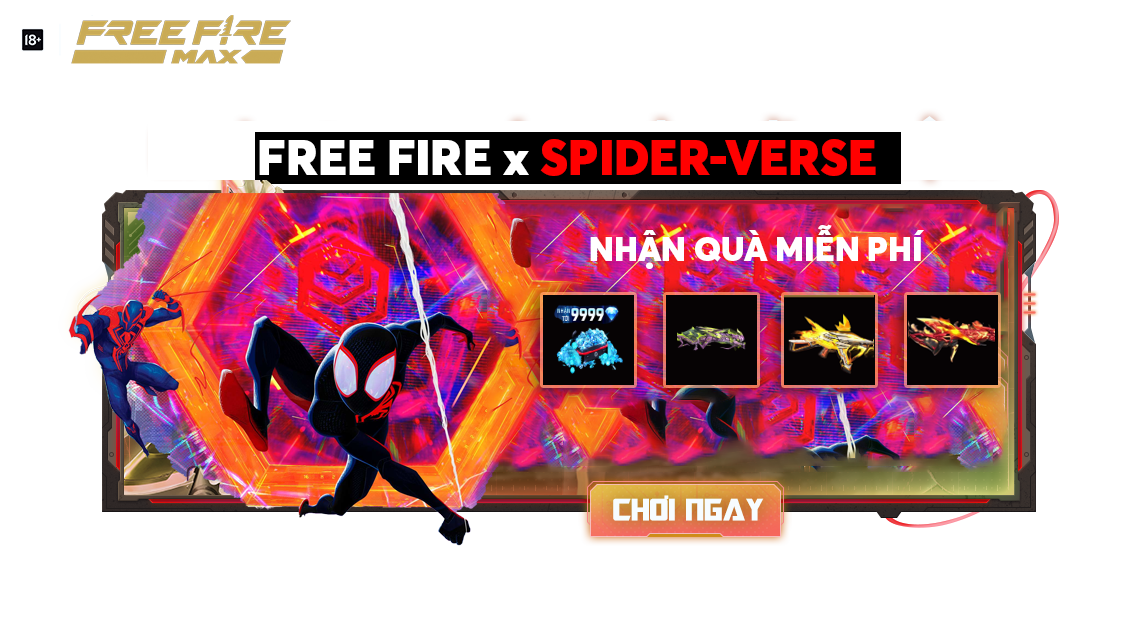 18+
FREE FIRE
MAX
FREE FIRE x SPIDER-VERSE
NHẬN QUÀ MIỄN PHÍ
NHẬN
TỚI 9999
CHƠI NGAY